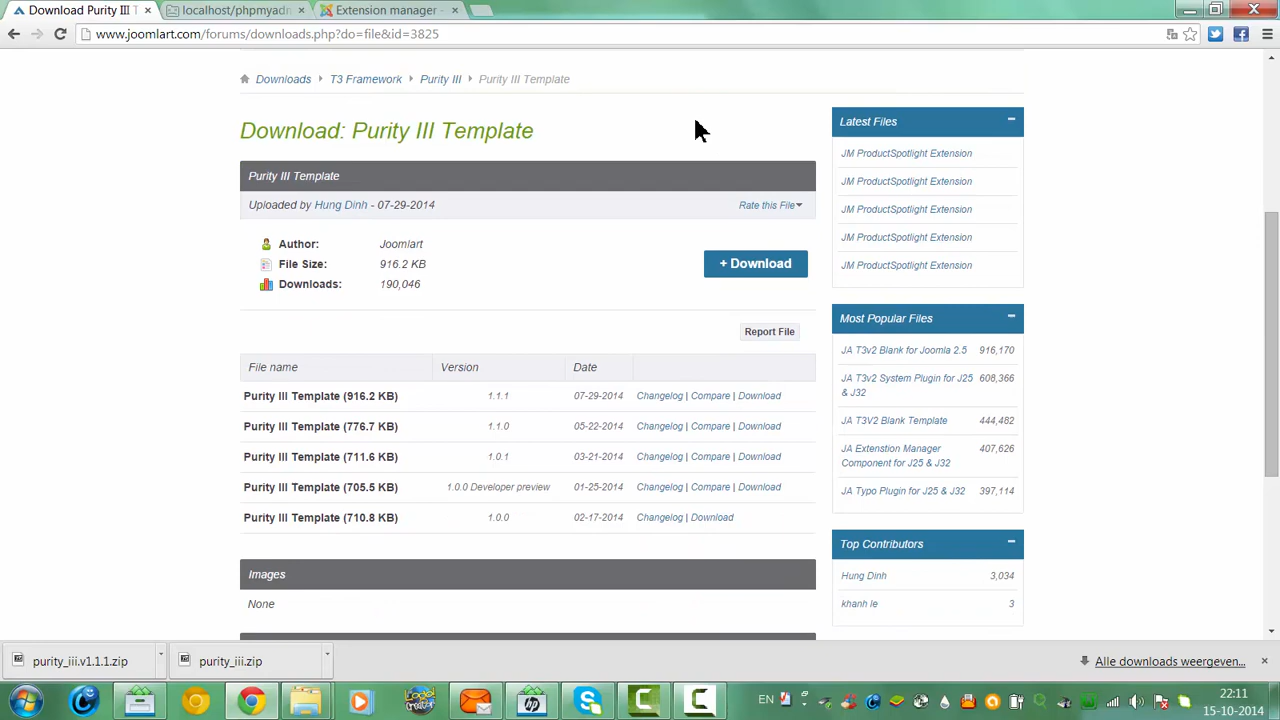 Download Purity III T
localhost/phpmyadn
Extension manager -
www.joomlart.com/forums/downloads.php?do=file&id=3825
Downloads T3 Framework Purity III Purity III Template
Download: Purity III Template
Purity III Template
Uploaded by Hung Dinh - 07-29-2014 Rate this File
Author: Joomlart
File Size: 916.2 KB
Downloads: 190,046
+ Download
Report File
File name Version Date
Purity III Template (916.2 KB) 1.1.1 07-29-2014 Changelog | Compare | Download
Purity III Template (776.7 KB) 1.1.0 05-22-2014 Changelog | Compare | Download
Purity III Template (711.6 KB) 1.0.1 03-21-2014 Changelog | Compare | Download
Purity III Template (705.5 KB) 1.0.0 Developer preview 01-25-2014 Changelog | Compare | Download
Purity III Template (710.8 KB) 1.0.0 02-17-2014 Changelog | Download
Images
None
Latest Files
JM ProductSpotlight Extension
JM ProductSpotlight Extension
JM ProductSpotlight Extension
JM ProductSpotlight Extension
JM ProductSpotlight Extension
Most Popular Files
JA T3v2 Blank for Joomla 2.5 916,170
JA T3v2 System Plugin for J25 608,366
& J32
JA T3V2 Blank Template 444,482
JA Extenstion Manager 407,626
Component for J25 & J32
JA Typo Plugin for J25 & J32 397,114
Top Contributors
Hung Dinh 3,034
khanh le 3
purity_iii.v1.1.1.zip
purity_iii.zip
Alle downloads weergeven...
EN
22:11
15-10-2014